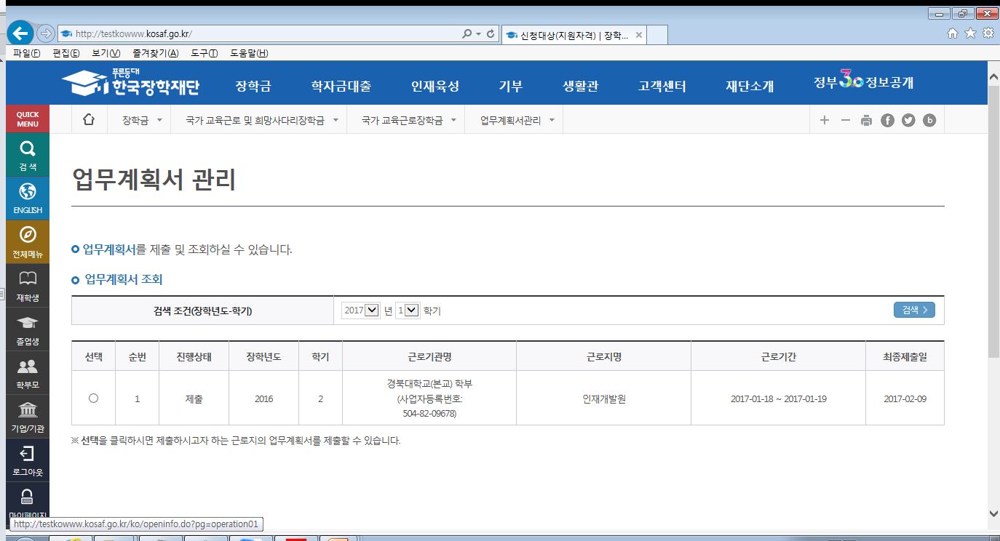 http://testkowww.kosaf.go.kr/
신청대상(지원자격) | 장학...
파일(F) 편집(E) 보기(V) 즐겨찾기(A) 도구(T) 도움말(H)
푸른등대
한국장학재단
장학금 학자금대출 인재육성 기부 생활관 고객센터 재단소개 정부3.0정보공개
QUICK
MENU
장학금 국가 교육근로 및 희망사다리장학금 국가 교육근로장학금 업무계획서관리
검 색
ENGLISH
전체메뉴
재학생
졸업생
학부모
기업/기관
로그아웃
마이페이지
업무계획서 관리
업무계획서를 제출 및 조회하실 수 있습니다.
업무계획서 조회
검색 조건(장학년도-학기) 2017 년 1 학기 검색
선택 순번 진행상태 장학년도 학기 근로기관명 근로지명 근로기간 최종제출일
경북대학교(본교) 학부
1 제출 2016 2 (사업자등록번호: 인재개발원 2017-01-18 ~ 2017-01-19 2017-02-09
504-82-09678)
※ 선택을 클릭하시면 제출하시고자 하는 근로지의 업무계획서를 제출할 수 있습니다.
http://testkowww.kosaf.go.kr/ko/openinfo.do?pg=operation01